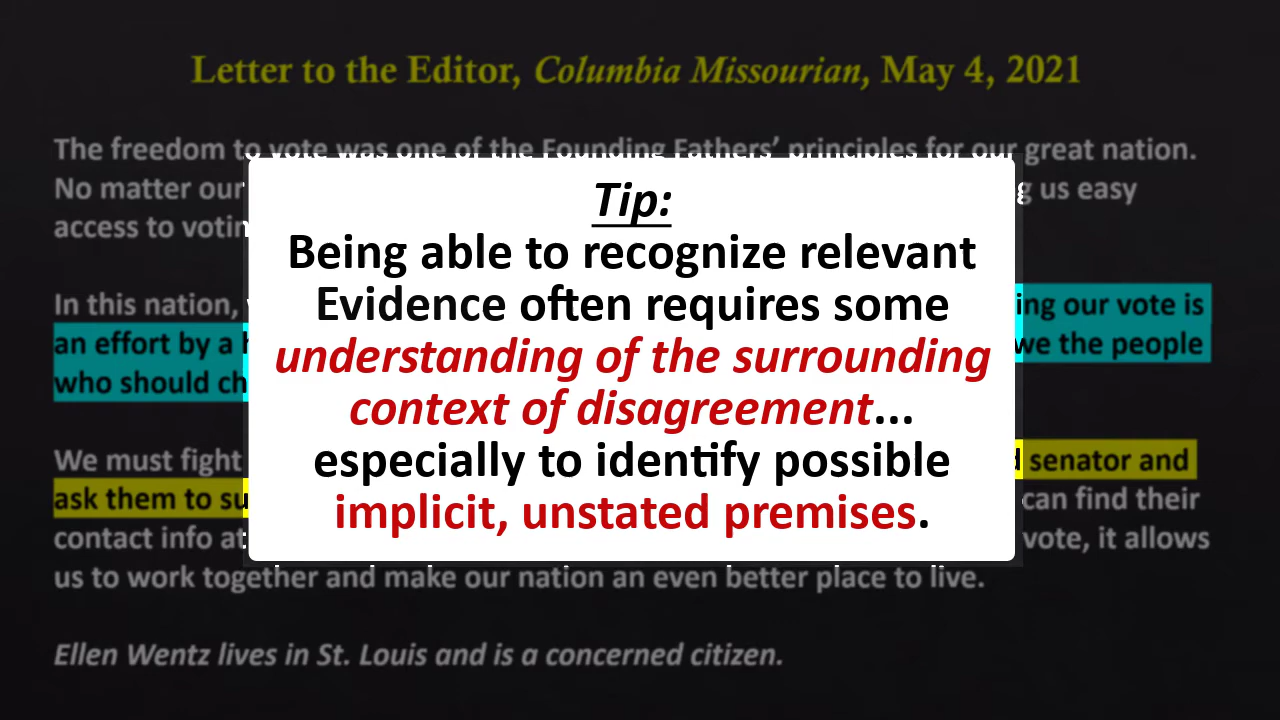 Letter to the Editor, Columbia Missourian, May 4, 2021
The freedom to vote was one of the Founding Fathers’ principles for our great nation.
No matter our us easy
access to
Tip:
Being able to recognize relevant
Evidence often requires some
understanding of the surrounding
context of disagreement...
especially to identify possible
implicit, unstated premises.
In this nation, our vote is
an effort by a we the people
who should
We must fight senator and
ask them to can find their
contact info vote, it allows
us to work together and make our nation an even better place to live.
Ellen Wentz lives in St. Louis and is a concerned citizen.